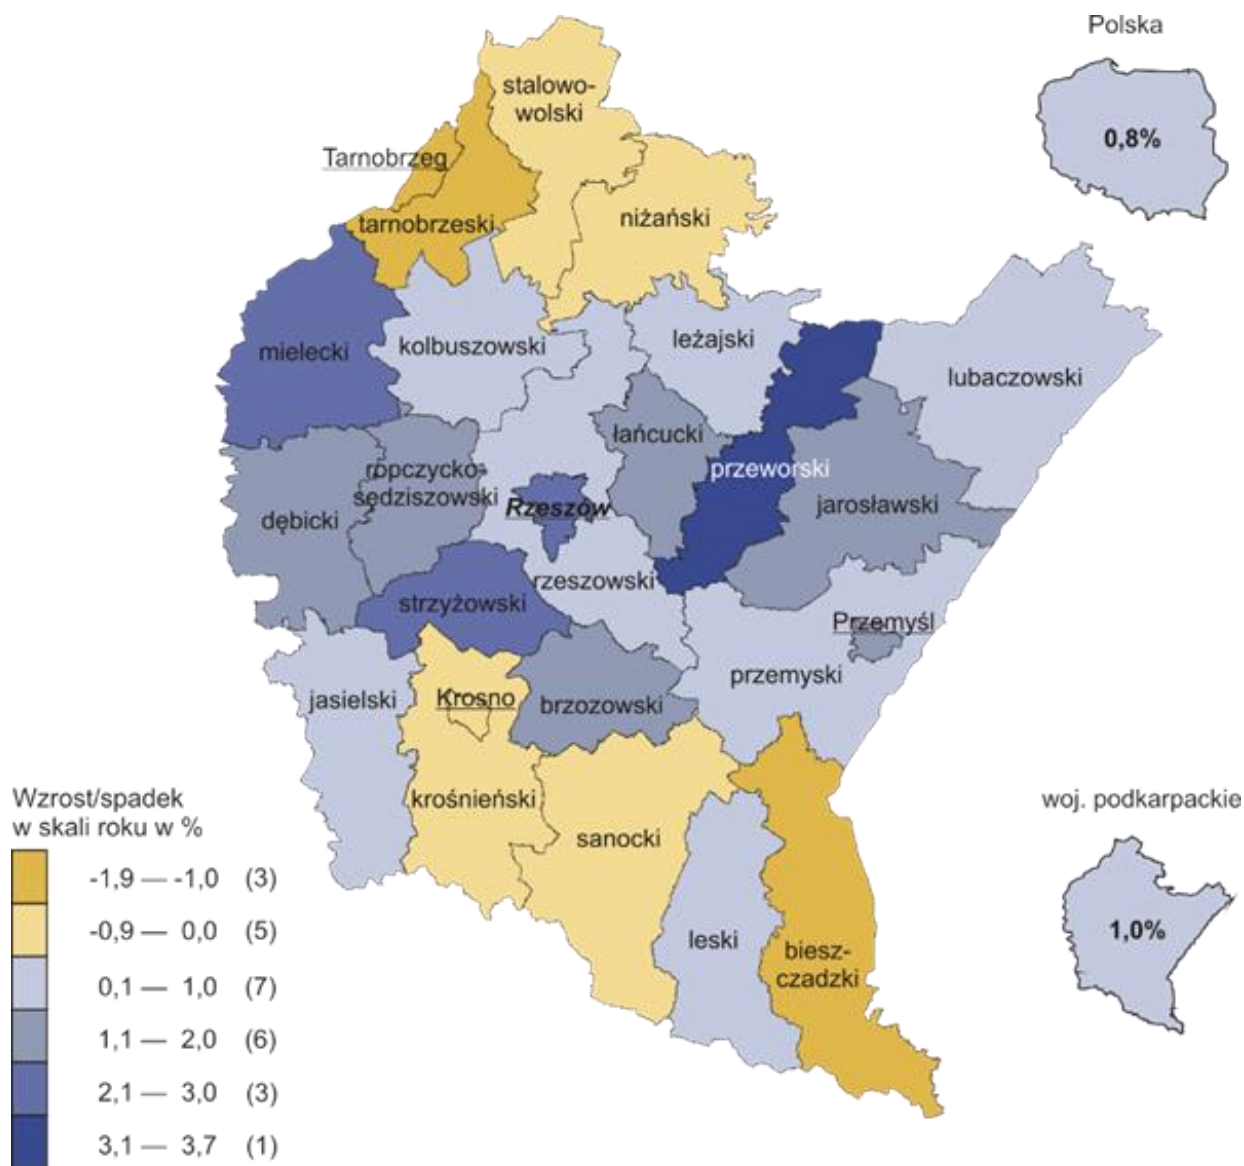 Polska
0,8%
stalowo-
wolski
Tarnobrzeg
tarnobrzeski
niżański
mielecki
kolbuszowski
leżajski
lubaczowski
łańcucki
przeworski
ropczycko-
sędziszowski
jarosławski
dębicki
Rzeszów
rzeszowski
strzyżowski
Przemyśl
przemyski
jasielski
Krosno
brzozowski
krośnieński
sanocki
leski
biesz-
czadzki
woj. podkarpackie
1,0%
Wzrost/spadek
w skali roku w %
-1,9 — -1,0 (3)
-0,9 — 0,0 (5)
0,1 — 1,0 (7)
1,1 — 2,0 (6)
2,1 — 3,0 (3)
3,1 — 3,7 (1)